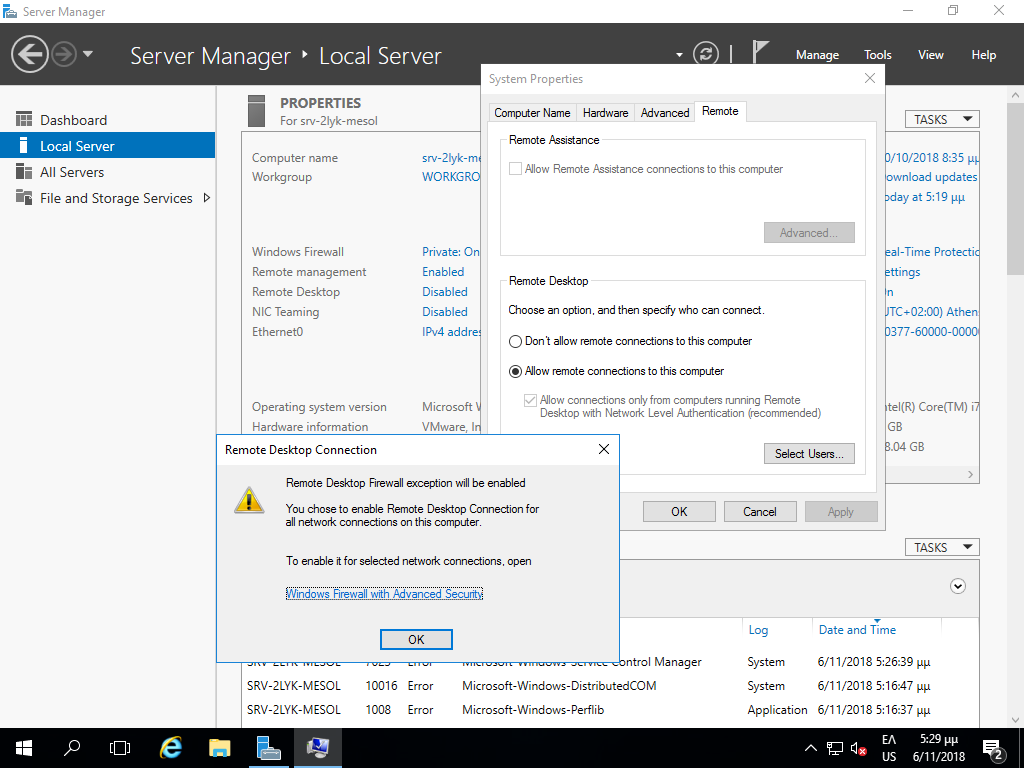 Server Manager
Server Manager
Local Server
Manage
Tools
View
Help
Dashboard
Local Server
All Servers
File and Storage Services
PROPERTIES
For srv-2lyk-mesol
TASKS
Computer name
srv-2lyk-me
Workgroup
WORKGRO
Windows Firewall
Private: On
Remote management
Enabled
Remote Desktop
Disabled
NIC Teaming
Disabled
Ethernet0
IPv4 addres
Operating system version
Microsoft W
Hardware information
VMware, In
0/10/2018 8:35 μμ
ownload updates
oday at 5:19 μμ
eal-Time Protectio
ettings
n
UTC+02:00) Athens
0377-60000-0000
ntel(R) Core(TM) i7
GB
8.04 GB
System Properties
Computer Name
Hardware
Advanced
Remote
Remote Assistance
Allow Remote Assistance connections to this computer
Advanced...
Remote Desktop
Choose an option, and then specify who can connect.
Don't allow remote connections to this computer
Allow remote connections to this computer
Allow connections only from computers running Remote
Desktop with Network Level Authentication (recommended)
Select Users...
OK
Cancel
Apply
Remote Desktop Connection
Remote Desktop Firewall exception will be enabled
You chose to enable Remote Desktop Connection for
all network connections on this computer.
To enable it for selected network connections, open
Windows Firewall with Advanced Security
OK
TASKS
Log
Date and Time
SRV-2LYK-MESOL 7023 Error Microsoft-Windows-Service Control Manager System 6/11/2018 5:26:39 μμ
SRV-2LYK-MESOL 10016 Error Microsoft-Windows-DistributedCOM System 6/11/2018 5:16:47 μμ
SRV-2LYK-MESOL 1008 Error Microsoft-Windows-Perflib Application 6/11/2018 5:16:37 μμ
ΕΛ
US
5:29 μμ
6/11/2018
2